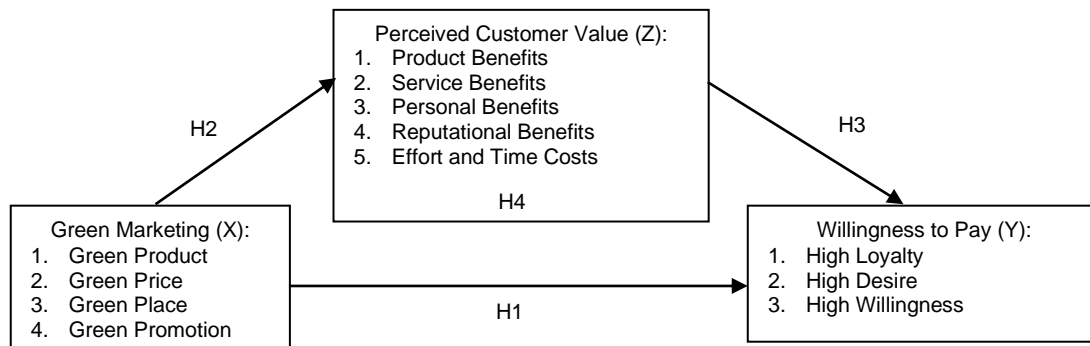 Perceived Customer Value (Z):
1. Product Benefits
2. Service Benefits
3. Personal Benefits
4. Reputational Benefits
5. Effort and Time Costs
H4
H2
H3
Green Marketing (X):
1. Green Product
2. Green Price
3. Green Place
4. Green Promotion
H1
Willingness to Pay (Y):
1. High Loyalty
2. High Desire
3. High Willingness